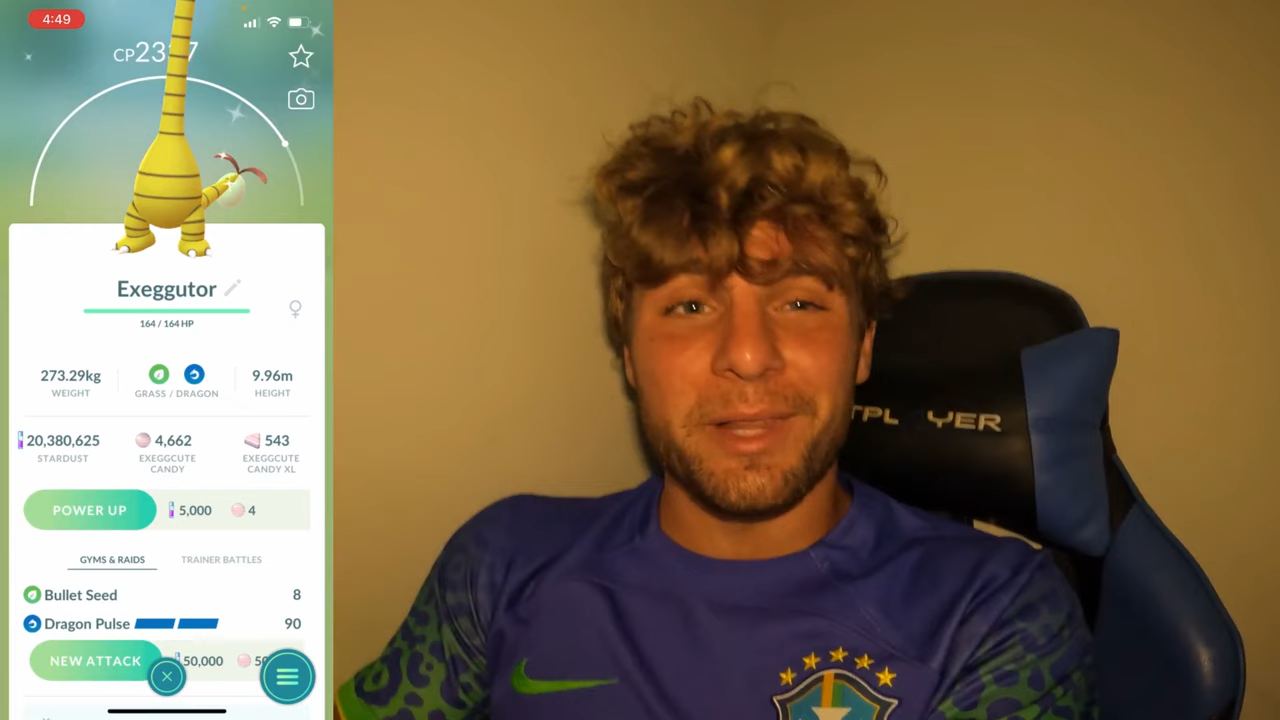 4:49
CP23
7
Exeggutor
164 / 164 HP
273.29kg
WEIGHT
GRASS / DRAGON
9.96m
HEIGHT
20,380,625
STARDUST
4,662
EXEGGCUTE
CANDY
543
EXEGGCUTE
CANDY XL
POWER UP
5,000
4
GYMS & RAIDS
TRAINER BATTLES
Bullet Seed
8
Dragon Pulse
90
NEW ATTACK
50,000
YER